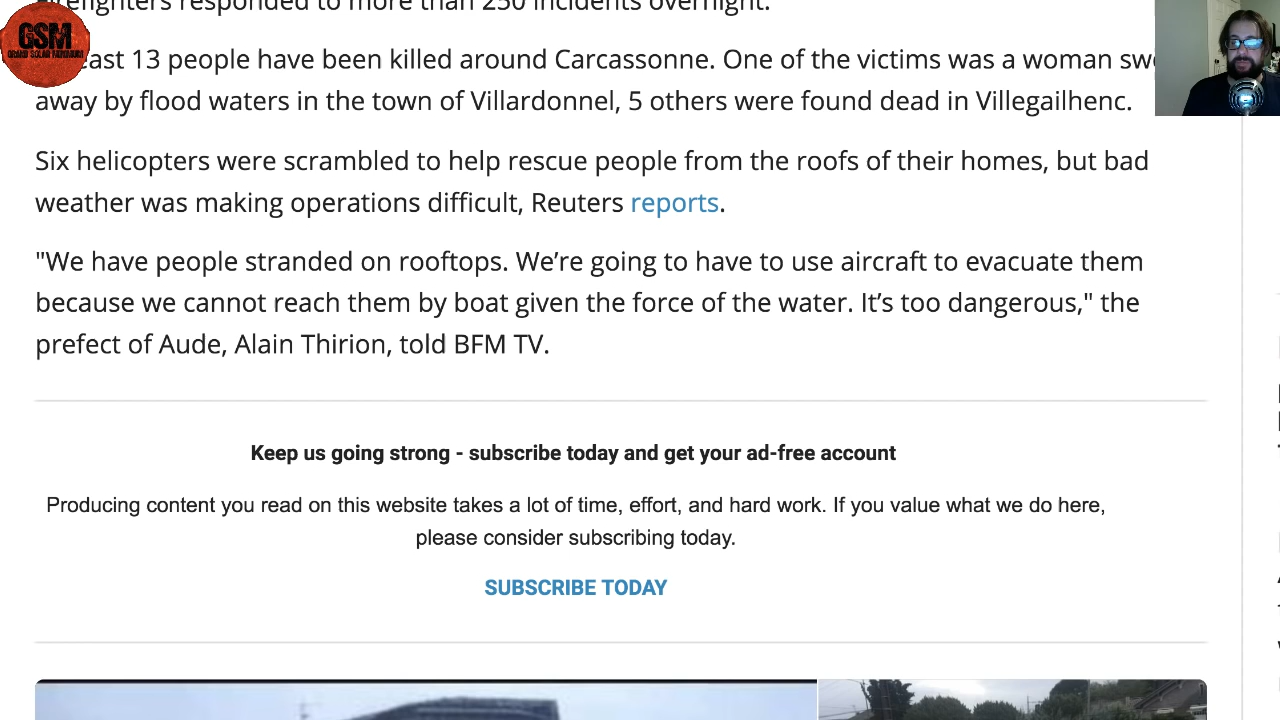 firefighters responded to more than 250 incidents overnight.
GSM
GRAND SOLAR MINIMUM
east 13 people have been killed around Carcassonne. One of the victims was a woman swe
away by flood waters in the town of Villardonnel, 5 others were found dead in Villegailhenc.
Six helicopters were scrambled to help rescue people from the roofs of their homes, but bad
weather was making operations difficult, Reuters reports.
"We have people stranded on rooftops. We’re going to have to use aircraft to evacuate them
because we cannot reach them by boat given the force of the water. It’s too dangerous," the
prefect of Aude, Alain Thirion, told BFM TV.
Keep us going strong - subscribe today and get your ad-free account
Producing content you read on this website takes a lot of time, effort, and hard work. If you value what we do here,
please consider subscribing today.
SUBSCRIBE TODAY